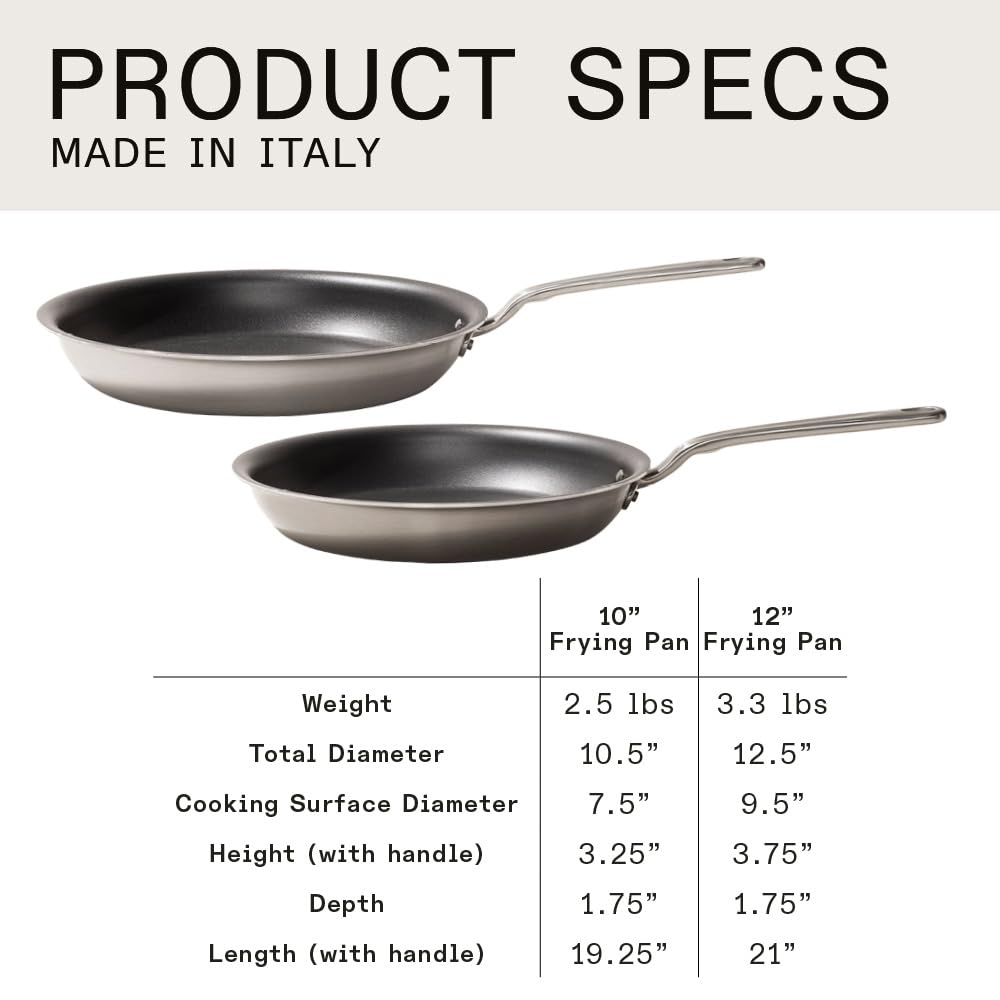 PRODUCT SPECS
MADE IN ITALY
10” Frying Pan 12” Frying Pan
Weight 2.5 lbs 3.3 lbs
Total Diameter 10.5” 12.5”
Cooking Surface Diameter 7.5” 9.5”
Height (with handle) 3.25” 3.75”
Depth 1.75” 1.75”
Length (with handle) 19.25” 21”